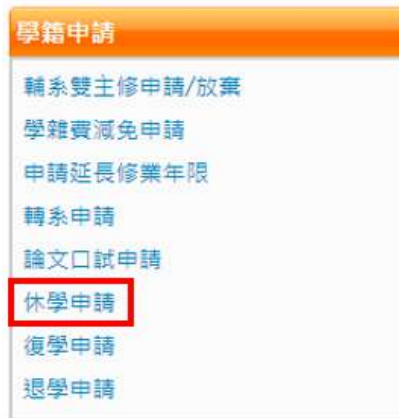 學籍申請
輔系雙主修申請/放棄
學雜費減免申請
申請延長修業年限
轉系申請
論文口試申請
休學申請
復學申請
退學申請